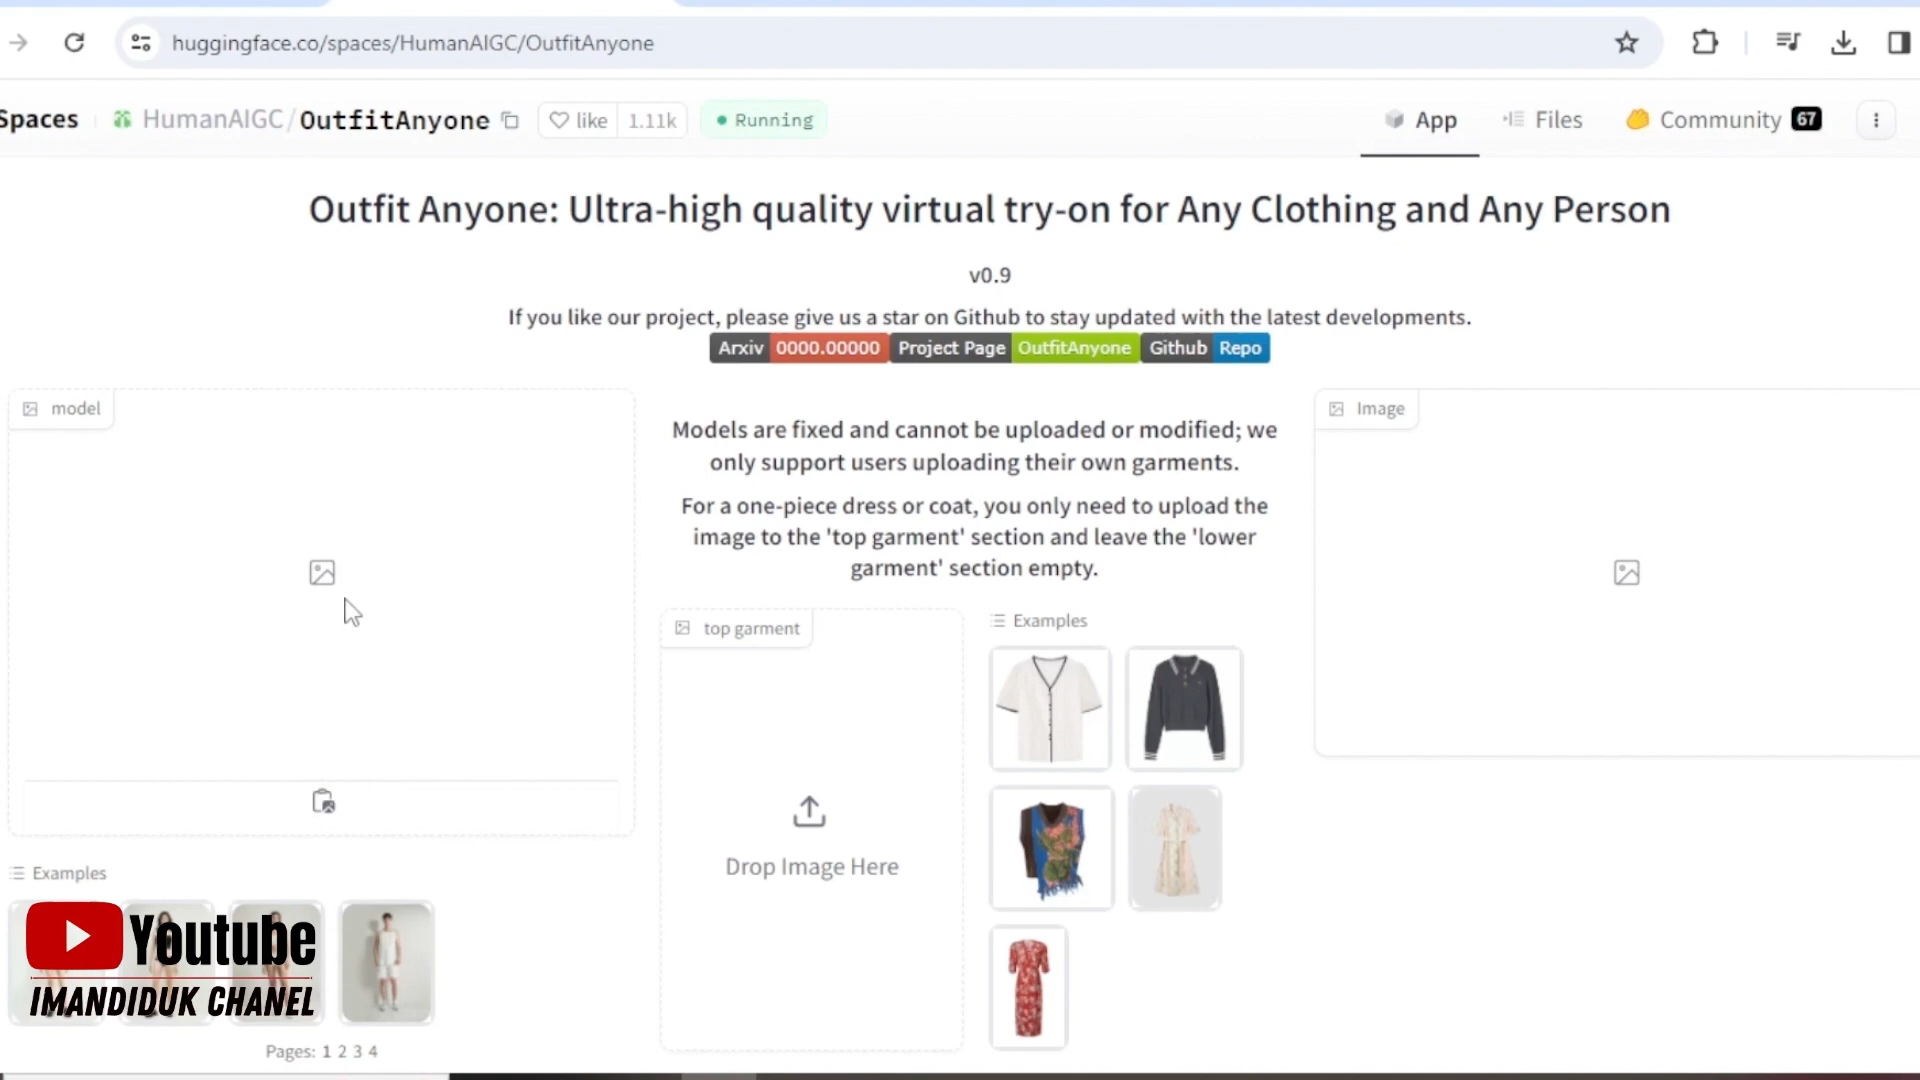 huggingface.co/spaces/HumanAIGC/OutfitAnyone
Spaces HumanAIGC/OutfitAnyone like 1.11k Running App Files Community 67
Outfit Anyone: Ultra-high quality virtual try-on for Any Clothing and Any Person
v0.9
If you like our project, please give us a star on Github to stay updated with the latest developments.
Arxiv 0000.00000 Project Page OutfitAnyone Github Repo
model
Models are fixed and cannot be uploaded or modified; we
only support users uploading their own garments.
For a one-piece dress or coat, you only need to upload the
image to the 'top garment' section and leave the 'lower
garment' section empty.
Image
top garment
Drop Image Here
Examples
Examples
Youtube
IMANDIDUK CHANEL
Pages: 1 2 3 4